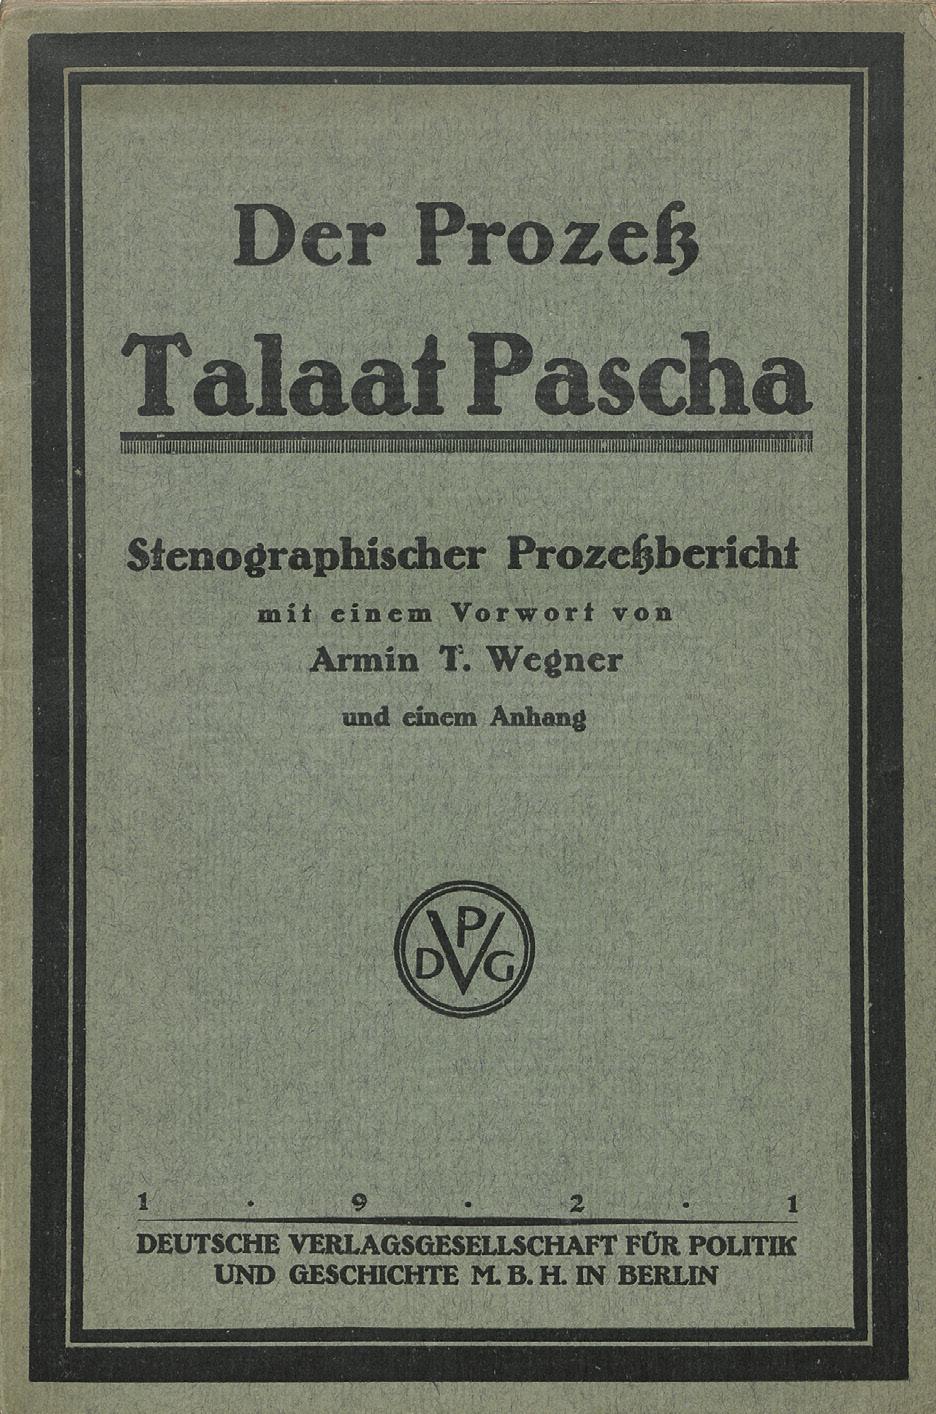 Der Prozeß
Talaat Pascha
Stenographischer Prozeßbericht
mit einem Vorwort von
Armin T. Wegner
und einem Anhang
D V P G
1 . 9 . 2 . 1
DEUTSCHE VERLAGSGESELLSCHAFT FÜR POLITIK
UND GESCHICHTE M. B. H. IN BERLIN